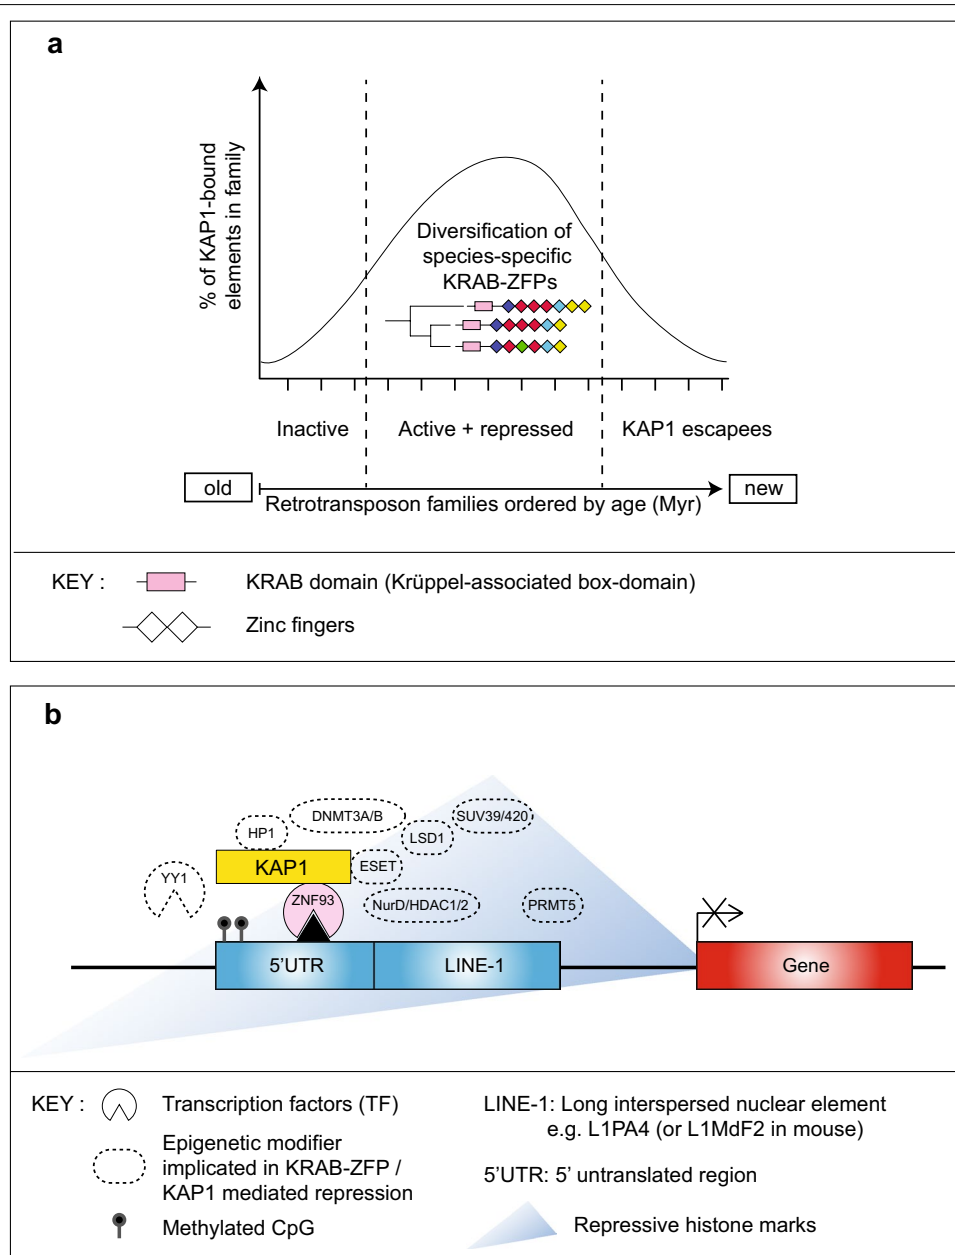 a
% of KAP1-bound
elements in family
Diversification of
species-specific
KRAB-ZFPs
Inactive
Active + repressed
KAP1 escapees
old
Retrotransposon families ordered by age (Myr)
new
KEY :
KRAB domain (Krüppel-associated box-domain)
Zinc fingers
b
DNMT3A/B
SUV39/420
HP1
LSD1
KAP1
ESET
YY1
ZNF93
NurD/HDAC1/2
PRMT5
5'UTR
LINE-1
Gene
KEY :
Transcription factors (TF)
Epigenetic modifier
implicated in KRAB-ZFP /
KAP1 mediated repression
Methylated CpG
LINE-1: Long interspersed nuclear element
e.g. L1PA4 (or L1MdF2 in mouse)
5'UTR: 5' untranslated region
Repressive histone marks